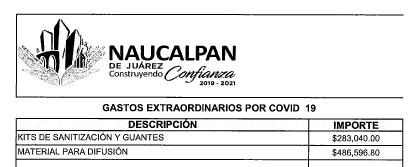 NAUCALPAN
DE JUÁREZ
Construyendo Confianza
2019 - 2021
GASTOS EXTRAORDINARIOS POR COVID 19
DESCRIPCIÓN IMPORTE
KITS DE SANITIZACIÓN Y GUANTES $283,040.00
MATERIAL PARA DIFUSIÓN $486,596.80